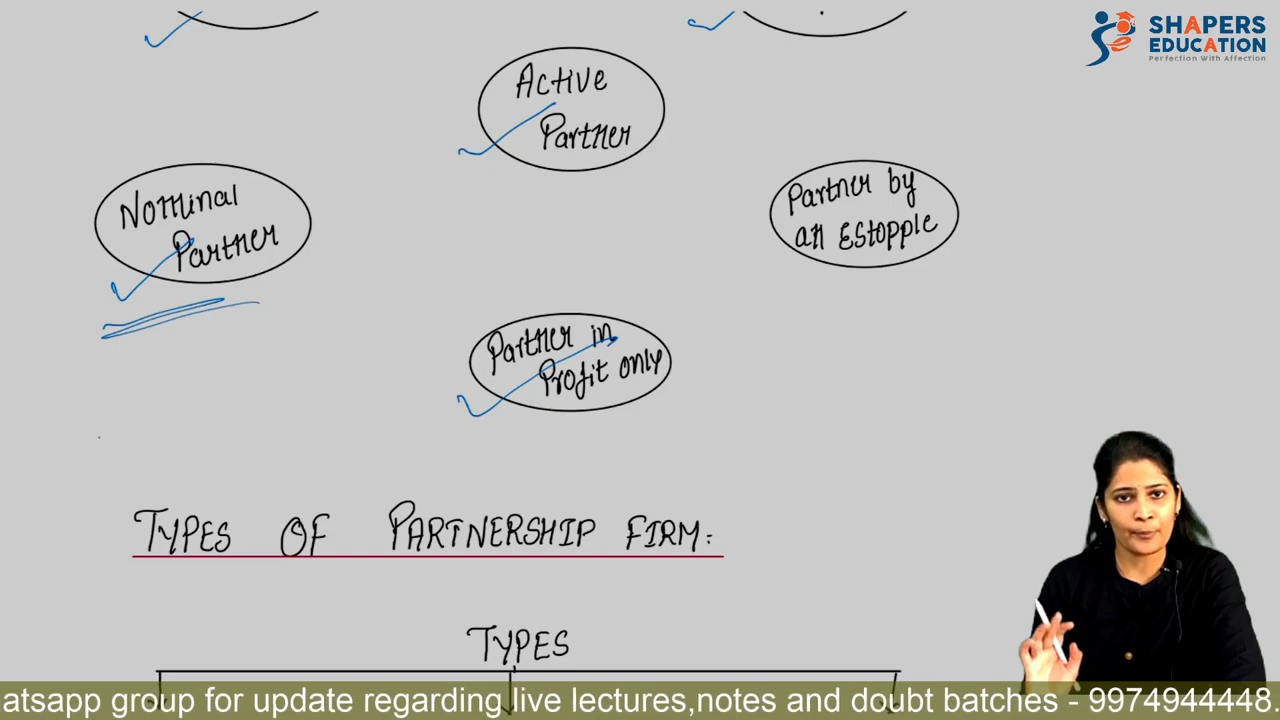 SHAPERS
EDUCATION
Perfection With Affection
Active
Partner
Nominal
Partner
Partner by
an Estopple
Partner in
Profit only
TYPES OF PARTNERSHIP FIRM:
TYPES
atsapp group for update regarding live lectures,notes and doubt batches - 9974944448.